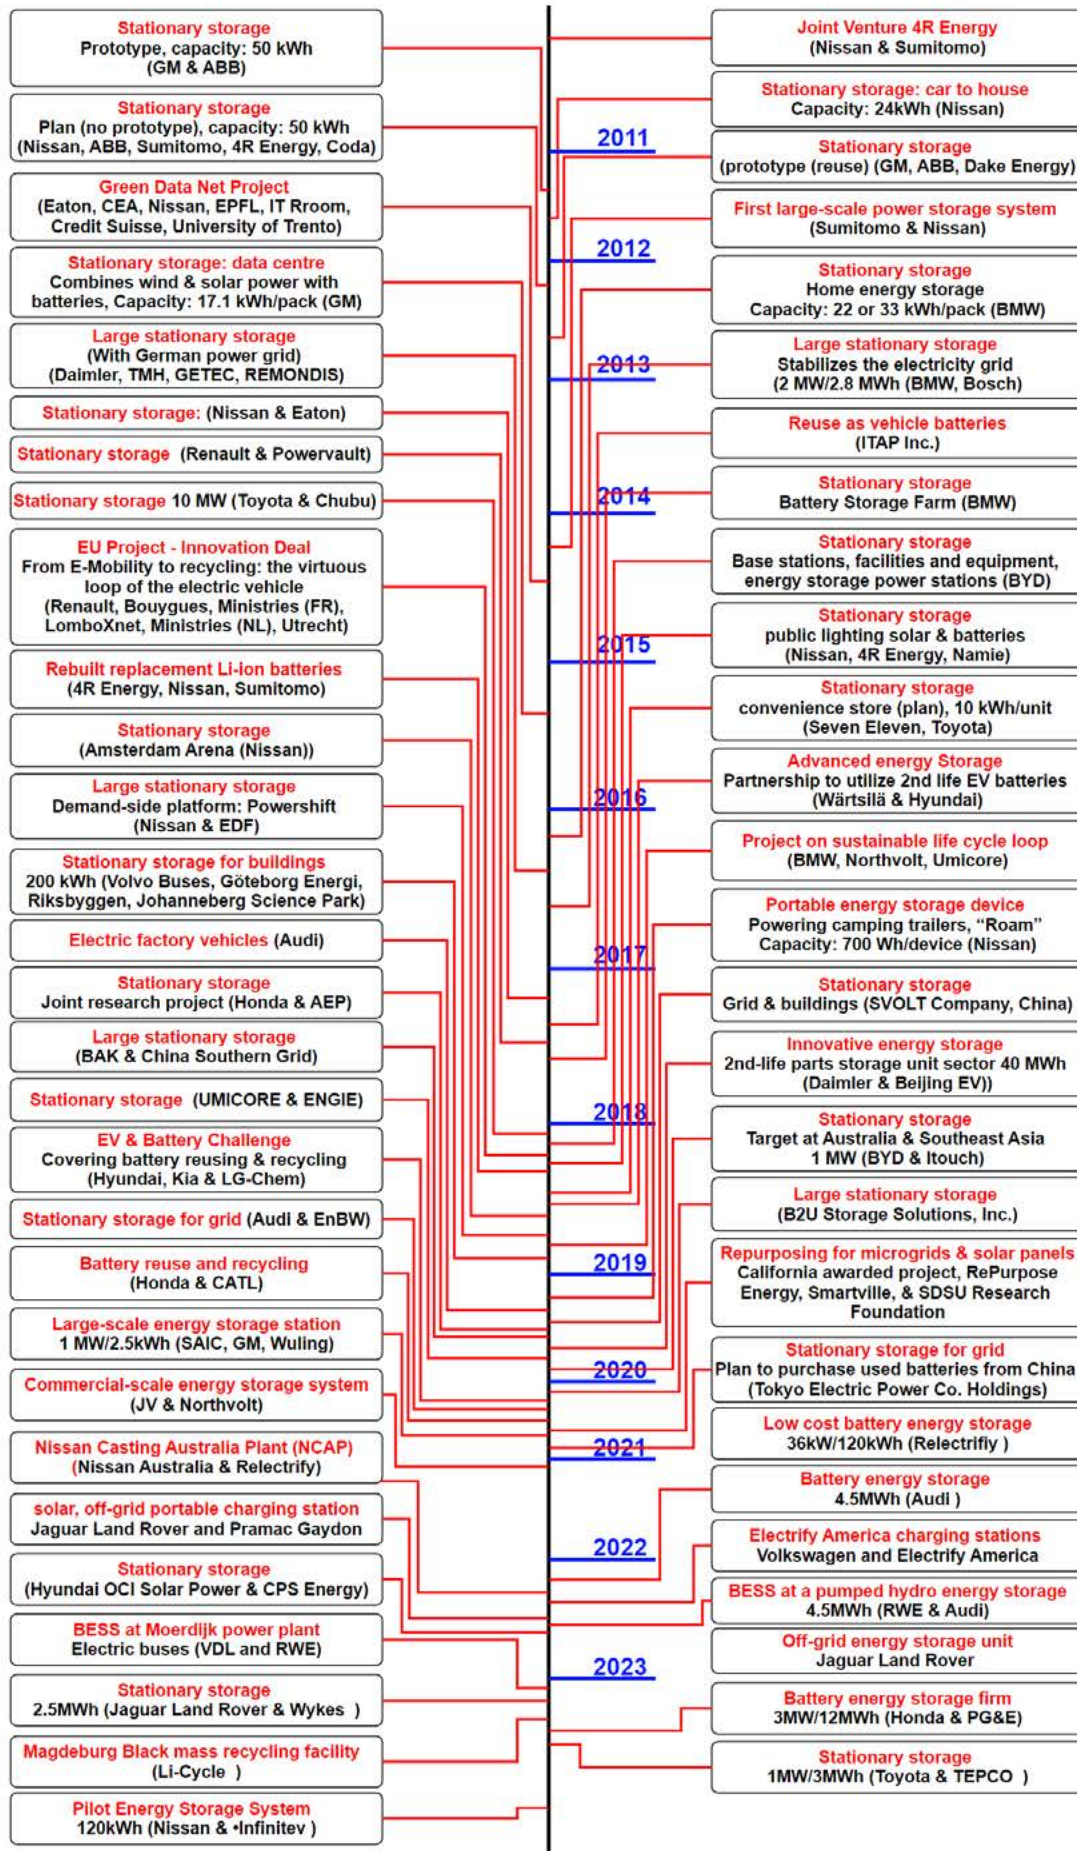 Stationary storage
Prototype, capacity: 50 kWh
(GM & ABB)
Stationary storage
Plan (no prototype), capacity: 50 kWh
(Nissan, ABB, Sumitomo, 4R Energy, Coda)
Green Data Net Project
(Eaton, CEA, Nissan, EPFL, IT Rroom,
Credit Suisse, University of Trento)
Stationary storage: data centre
Combines wind & solar power with
batteries, Capacity: 17.1 kWh/pack (GM)
Large stationary storage
(With German power grid)
(Daimler, TMH, GETEC, REMONDIS)
Stationary storage: (Nissan & Eaton)
Stationary storage (Renault & Powervault)
Stationary storage 10 MW (Toyota & Chubu)
EU Project - Innovation Deal
From E-Mobility to recycling: the virtuous
loop of the electric vehicle
(Renault, Bouygues, Ministries (FR),
LomboXnet, Ministries (NL), Utrecht)
Rebuilt replacement Li-ion batteries
(4R Energy, Nissan, Sumitomo)
Stationary storage
(Amsterdam Arena (Nissan))
Large stationary storage
Demand-side platform: Powershift
(Nissan & EDF)
Stationary storage for buildings
200 kWh (Volvo Buses, Göteborg Energi,
Riksbyggen, Johanneberg Science Park)
Electric factory vehicles (Audi)
Stationary storage
Joint research project (Honda & AEP)
Large stationary storage
(BAK & China Southern Grid)
Stationary storage (UMICORE & ENGIE)
EV & Battery Challenge
Covering battery reusing & recycling
(Hyundai, Kia & LG-Chem)
Stationary storage for grid (Audi & EnBW)
Battery reuse and recycling
(Honda & CATL)
Large-scale energy storage station
1 MW/2.5kWh (SAIC, GM, Wuling)
Commercial-scale energy storage system
(JV & Northvolt)
Nissan Casting Australia Plant (NCAP)
(Nissan Australia & Relectrify)
solar, off-grid portable charging station
Jaguar Land Rover and Pramac Gaydon
Stationary storage
(Hyundai OCI Solar Power & CPS Energy)
BESS at Moerdijk power plant
Electric buses (VDL and RWE)
Stationary storage
2.5MWh (Jaguar Land Rover & Wykes )
Magdeburg Black mass recycling facility
(Li-Cycle )
Pilot Energy Storage System
120kWh (Nissan & •Infinitev )
2011
2012
2013
2014
2015
2016
2017
2018
2019
2020
2021
2022
2023
Joint Venture 4R Energy
(Nissan & Sumitomo)
Stationary storage: car to house
Capacity: 24kWh (Nissan)
Stationary storage
(prototype (reuse) (GM, ABB, Dake Energy)
First large-scale power storage system
(Sumitomo & Nissan)
Stationary storage
Home energy storage
Capacity: 22 or 33 kWh/pack (BMW)
Large stationary storage
Stabilizes the electricity grid
(2 MW/2.8 MWh (BMW, Bosch)
Reuse as vehicle batteries
(ITAP Inc.)
Stationary storage
Battery Storage Farm (BMW)
Stationary storage
Base stations, facilities and equipment,
energy storage power stations (BYD)
Stationary storage
public lighting solar & batteries
(Nissan, 4R Energy, Namie)
Stationary storage
convenience store (plan), 10 kWh/unit
(Seven Eleven, Toyota)
Advanced energy Storage
Partnership to utilize 2nd life EV batteries
(Wärtsilä & Hyundai)
Project on sustainable life cycle loop
(BMW, Northvolt, Umicore)
Portable energy storage device
Powering camping trailers, “Roam”
Capacity: 700 Wh/device (Nissan)
Stationary storage
Grid & buildings (SVOLT Company, China)
Innovative energy storage
2nd-life parts storage unit sector 40 MWh
(Daimler & Beijing EV))
Stationary storage
Target at Australia & Southeast Asia
1 MW (BYD & Itouch)
Large stationary storage
(B2U Storage Solutions, Inc.)
Repurposing for microgrids & solar panels
California awarded project, RePurpose
Energy, Smartville, & SDSU Research
Foundation
Stationary storage for grid
Plan to purchase used batteries from China
(Tokyo Electric Power Co. Holdings)
Low cost battery energy storage
36kW/120kWh (Relectrifiy )
Battery energy storage
4.5MWh (Audi )
Electrify America charging stations
Volkswagen and Electrify America
BESS at a pumped hydro energy storage
4.5MWh (RWE & Audi)
Off-grid energy storage unit
Jaguar Land Rover
Battery energy storage firm
3MW/12MWh (Honda & PG&E)
Stationary storage
1MW/3MWh (Toyota & TEPCO )